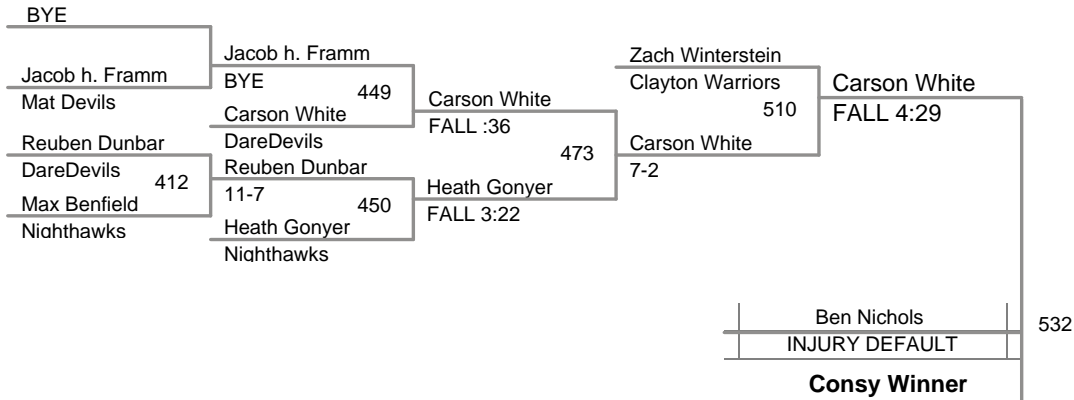 BYE
Jacob h. Framm
Mat Devils
Reuben Dunbar
DareDevils
412
Max Benfield
Nighthawks
Jacob h. Framm
BYE
449
Carson White
DareDevils
Reuben Dunbar
11-7
450
Heath Gonyer
Nighthawks
Carson White
FALL :36
473
Heath Gonyer
FALL 3:22
Zach Winterstein
Clayton Warriors
510
Carson White
7-2
Carson White
FALL 4:29
Ben Nichols
532
INJURY DEFAULT
Consy Winner